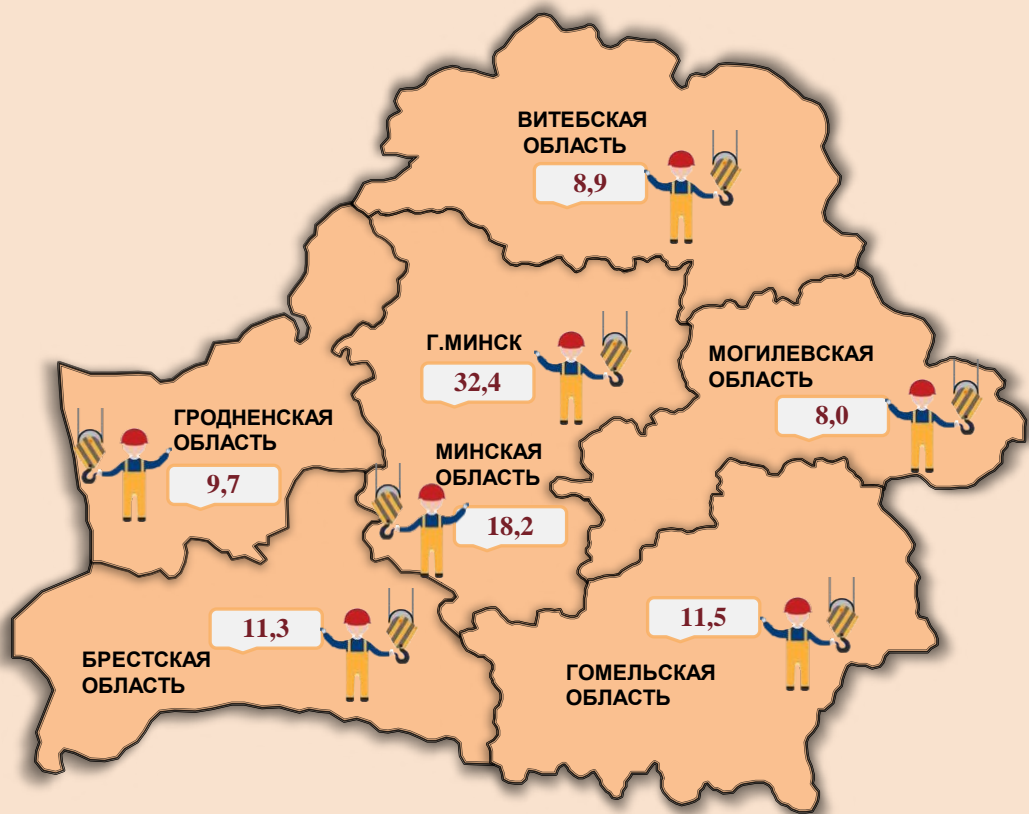 ВИТЕБСКАЯ
ОБЛАСТЬ
8,9
Г.МИНСК
32,4
МОГИЛЕВСКАЯ
ОБЛАСТЬ
8,0
ГРОДНЕНСКАЯ
ОБЛАСТЬ
9,7
МИНСКАЯ
ОБЛАСТЬ
18,2
11,3
БРЕСТСКАЯ
ОБЛАСТЬ
11,5
ГОМЕЛЬСКАЯ
ОБЛАСТЬ